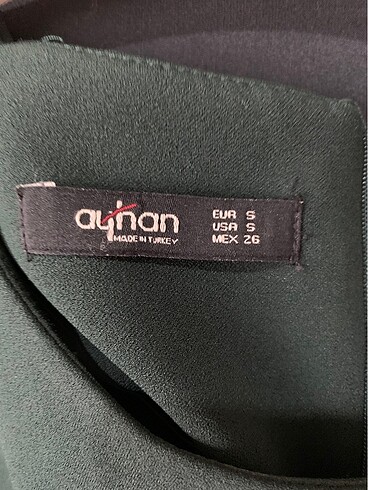 ayhan
MADE IN TURKEY
EUR S
USA S
MEX 26